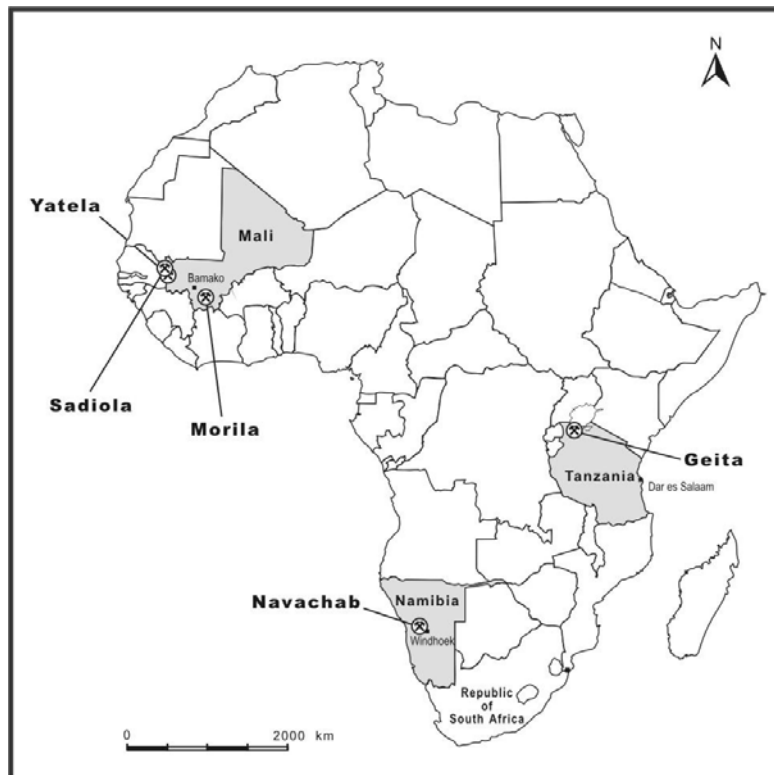 N
Yatela
Mali
Bamako
Sadiola
Morila
Geita
Tanzania
Dar es Salaam
Navachab
Namibia
Windhoek
Republic
of
South Africa
0 2000 km